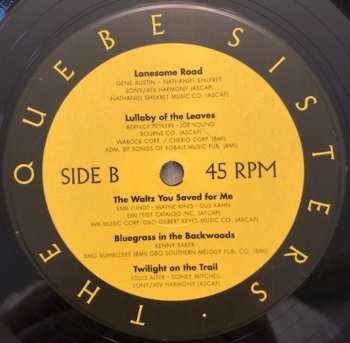 THE QUEBE SISTERS •
Lonesome Road
GENE AUSTIN - NATHANIEL SHILKRET
SONY/ATV HARMONY (ASCAP)
NATHANIEL SHILKRET MUSIC CO. (ASCAP)
Lullaby of the Leaves
BERNICE PETKERE - JOE YOUNG
BOURNE CO. (ASCAP)
WAROCK CORP. / CHERIO CORP. (BMI)
ADM. BY SONGS OF KOBALT MUSIC PUB. (BMI)
SIDE B
45 RPM
The Waltz You Saved for Me
EMIL FLINDT - WAYNE KING - GUS KAHN
EMI FEIST CATALOG INC. (ASCAP)
WB MUSIC CORP. OBO GILBERT KEYES MUSIC CO. (ASCAP)
Bluegrass in the Backwoods
KENNY BAKER
BMG BUMBLEBEE (BMI) OBO SOUTHERN MELODY PUB. CO. (BMI)
Twilight on the Trail
LOUIS ALTER - SIDNEY MITCHELL
SONY/ATV HARMONY (ASCAP)